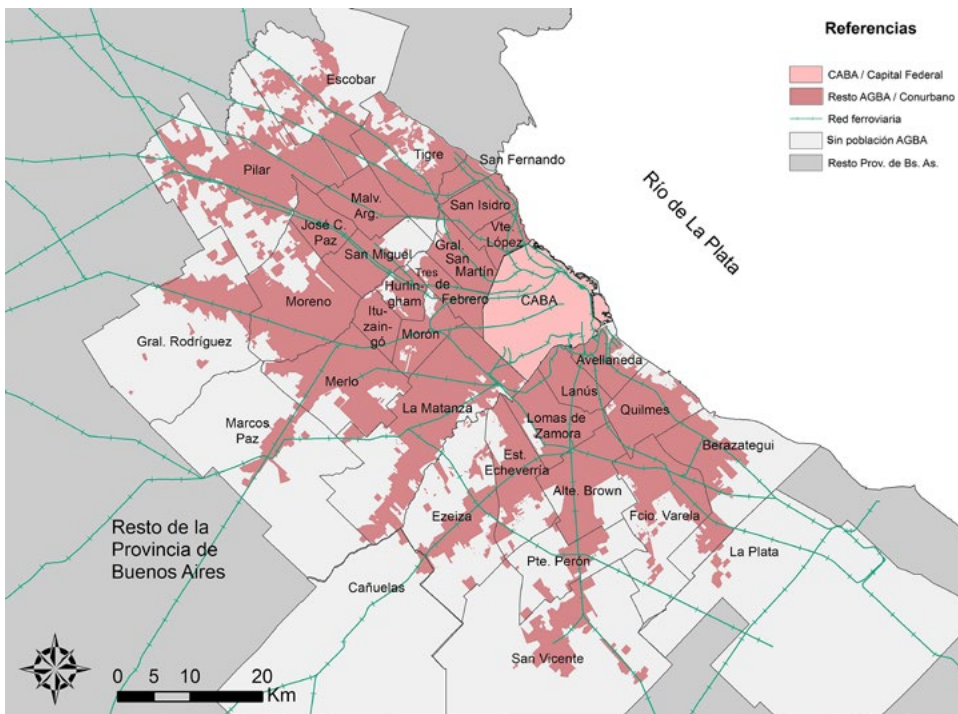 Referencias
CABA / Capital Federal
Resto AGBA / Conurbano
Red ferroviaria
Sin población AGBA
Resto Prov. de Bs. As.
Escobar
Tigre
San Fernando
Pilar
Malv.
Arg.
San Isidro
Río de La Plata
José C.
Paz
Vte.
López
San Miguel
Gral.
San
Martín
Tres
de
Febrero
Hurlin-
gham
CABA
Moreno
Itu-
zain-
gó
Morón
Gral. Rodríguez
Avellaneda
Merlo
Lanús
La Matanza
Quilmes
Marcos
Paz
Lomas de
Zamora
Berazategui
Est.
Echeverría
Alte. Brown
Ezeiza
Fcio. Varela
Resto de la
Provincia de
Buenos Aires
La Plata
Pte. Perón
Cañuelas
San Vicente
0 5 10 20
Km